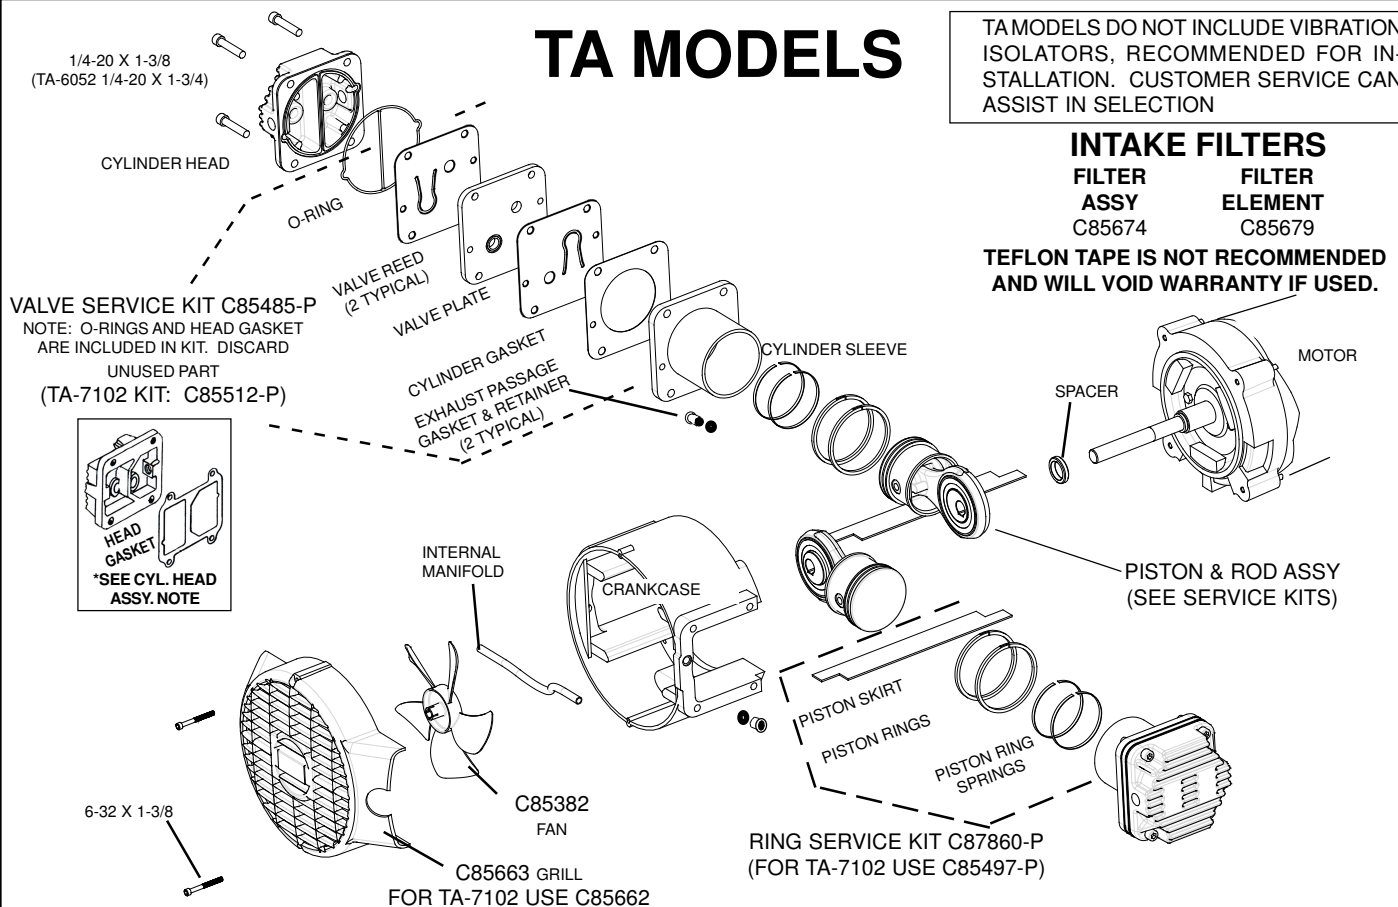 TA MODELS
TA MODELS DO NOT INCLUDE VIBRATION
ISOLATORS, RECOMMENDED FOR IN-
STALLATION. CUSTOMER SERVICE CAN
ASSIST IN SELECTION
INTAKE FILTERS
FILTER ASSY
C85674
FILTER ELEMENT
C85679
TEFLON TAPE IS NOT RECOMMENDED
AND WILL VOID WARRANTY IF USED.
1/4-20 X 1-3/8
(TA-6052 1/4-20 X 1-3/4)
CYLINDER HEAD
O-RING
VALVE REED
(2 TYPICAL)
VALVE PLATE
CYLINDER GASKET
EXHAUST PASSAGE
GASKET & RETAINER
(2 TYPICAL)
CYLINDER SLEEVE
SPACER
MOTOR
VALVE SERVICE KIT C85485-P
NOTE: O-RINGS AND HEAD GASKET
ARE INCLUDED IN KIT. DISCARD
UNUSED PART
(TA-7102 KIT: C85512-P)
HEAD
GASKET
*SEE CYL. HEAD
ASSY. NOTE
INTERNAL
MANIFOLD
CRANKCASE
PISTON & ROD ASSY
(SEE SERVICE KITS)
PISTON SKIRT
PISTON RINGS
PISTON RING
SPRINGS
RING SERVICE KIT C87860-P
(FOR TA-7102 USE C85497-P)
6-32 X 1-3/8
C85382
FAN
C85663 GRILL
FOR TA-7102 USE C85662